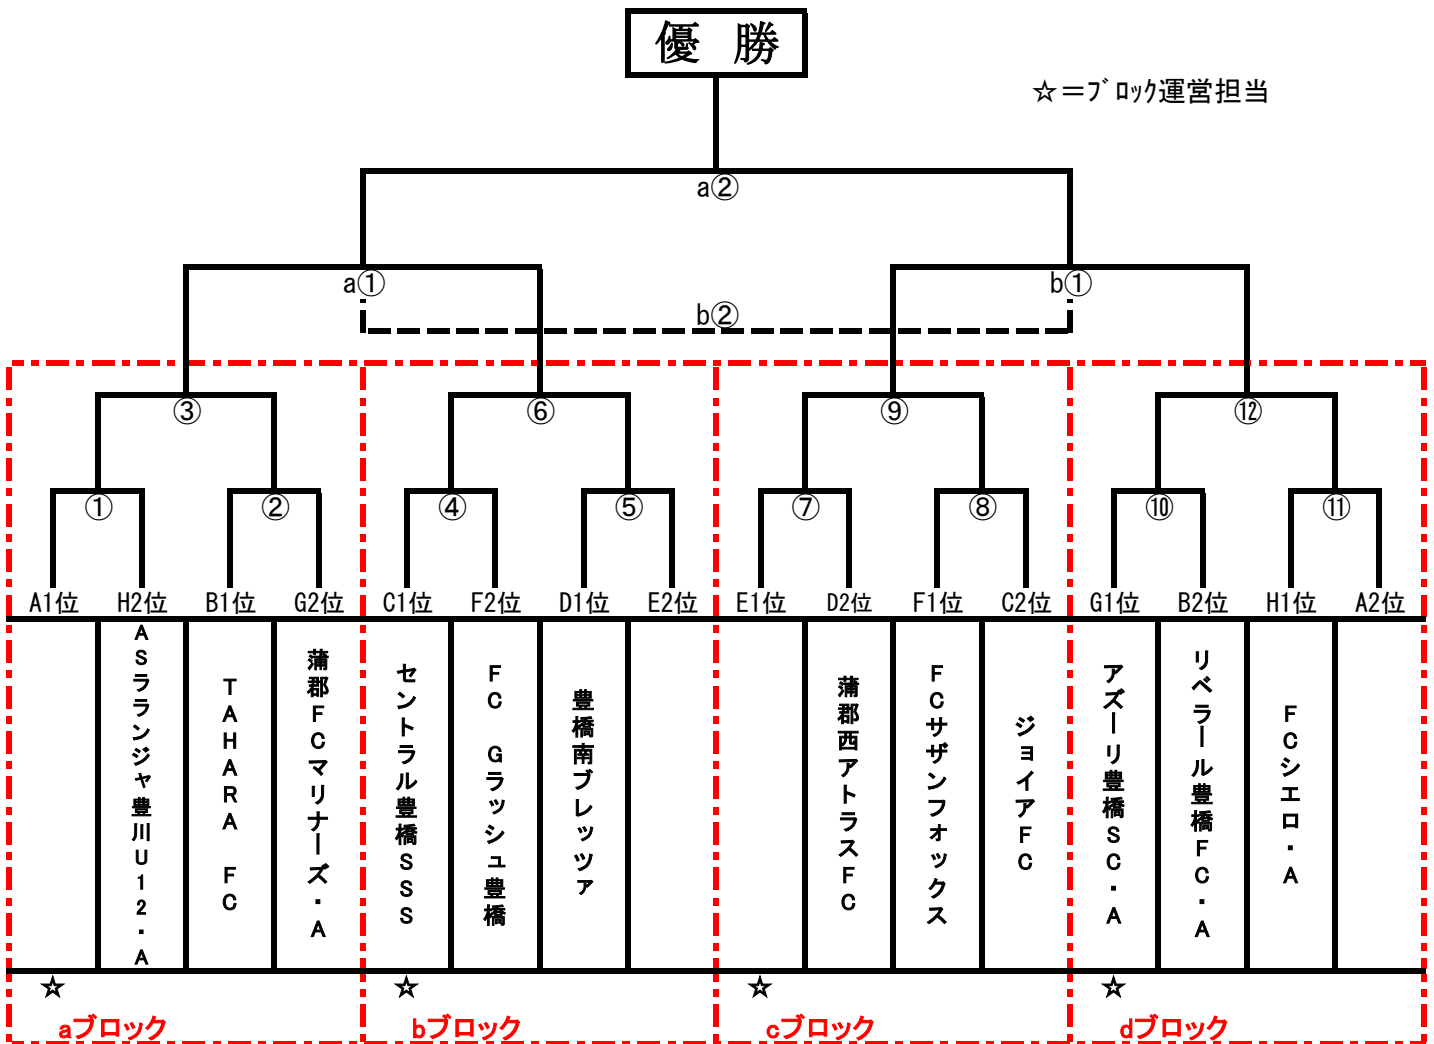 優 勝
☆=ﾌﾞﾛｯｸ運営担当
a②
a①
b①
b②
③
⑥
⑨
⑫
①
②
④
⑤
⑦
⑧
⑩
⑪
A1位
H2位
B1位
G2位
C1位
F2位
D1位
E2位
E1位
D2位
F1位
C2位
G1位
B2位
H1位
A2位
ASラランジャ豊川U12・A
TAHARA FC
蒲郡FCマリナーズ・A
セントラル豊橋SSS
FC Gラッシュ豊橋
豊橋南ブレッツァ
蒲郡西アトラスFC
FCサザンフォックス
ジョイアFC
アズーリ豊橋SC・A
リベラール豊橋FC・A
FCシエロ・A
☆
☆
☆
☆
aブロック
bブロック
cブロック
dブロック